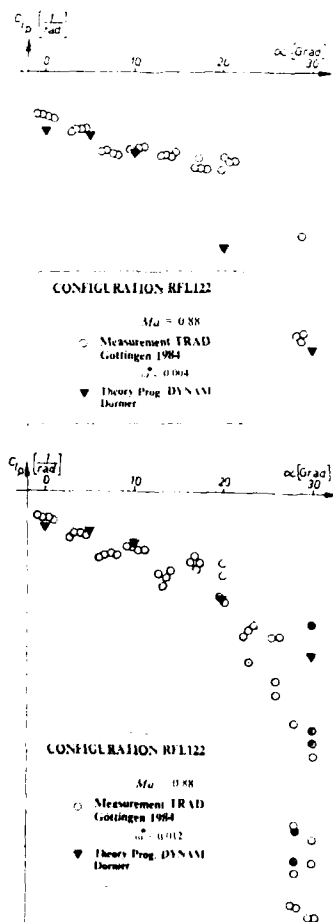 C_lp [1/rad]
α [Grad]
0 10 20 30
CONFIGURATION RFL122
Ma = 0.88
○ Measurement TRAD
Göttingen 1984
ω* = 0.004
▼ Theory Prog. DYNAM
Dornier
C_lp [1/rad]
α [Grad]
0 10 20 30
CONFIGURATION RFL122
Ma = 0.88
○ Measurement TRAD
Göttingen 1984
ω* = 0.012
▼ Theory Prog. DYNAM
Dornier